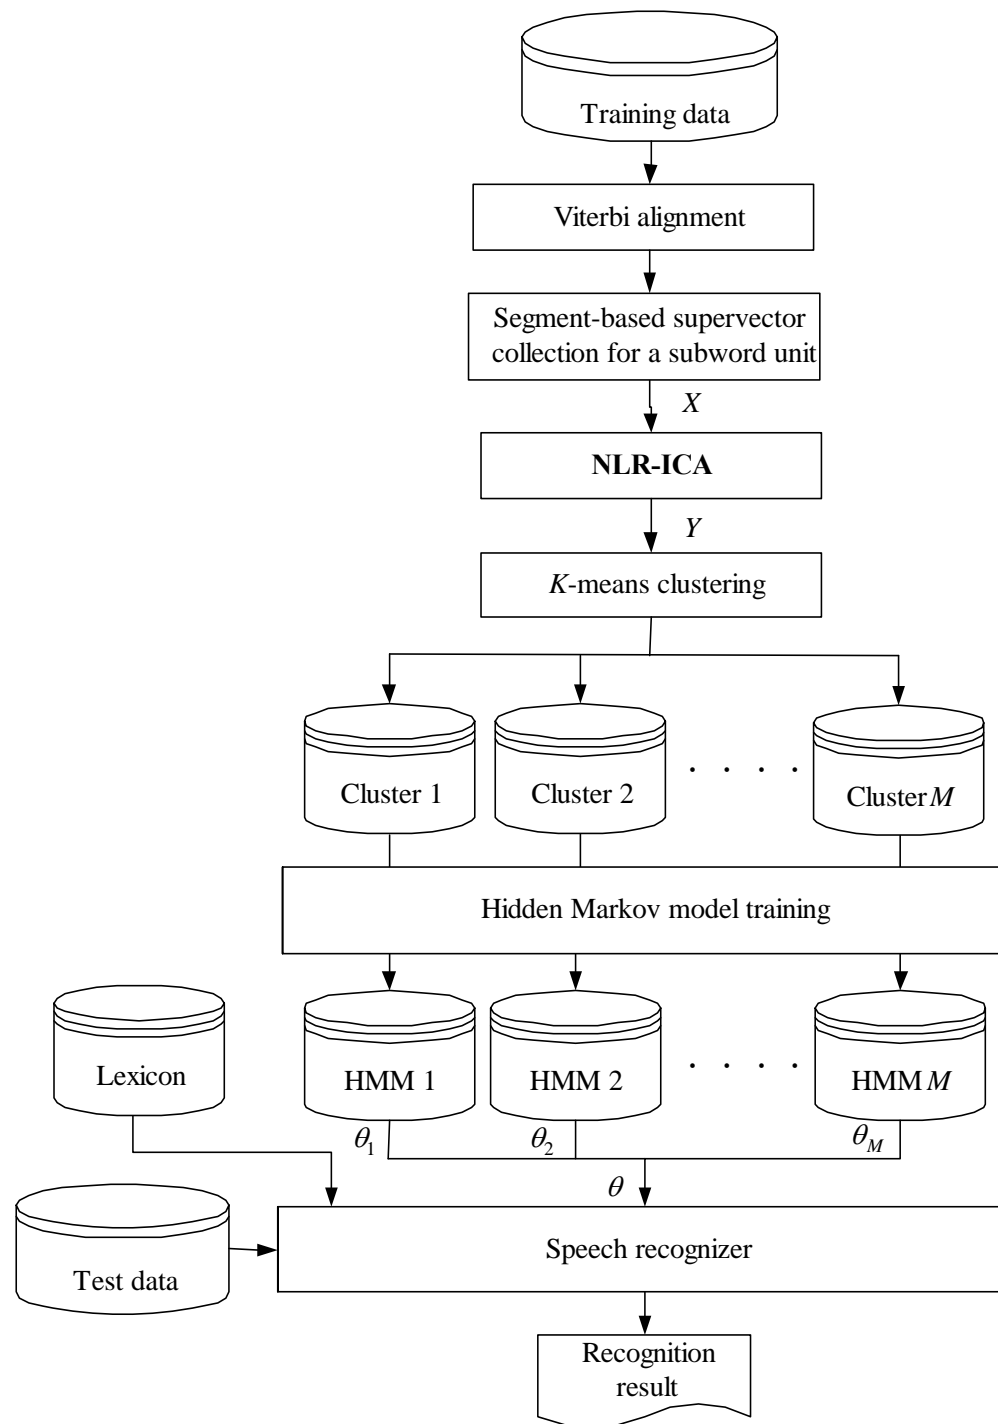 Training data
Viterbi alignment
Segment-based supervector
collection for a subword unit
X
NLR-ICA
Y
K-means clustering
Cluster 1
Cluster 2
. . . .
Cluster M
Hidden Markov model training
Lexicon
HMM 1
HMM 2
. . . .
HMM M
θ₁
θ₂
θ_M
θ
Test data
Speech recognizer
Recognition
result